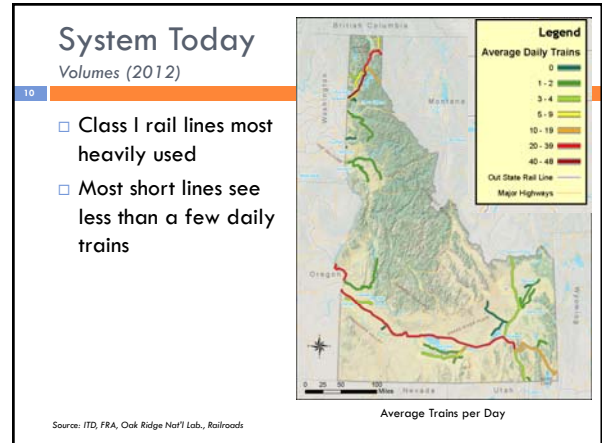 System Today
Volumes (2012)
10
Class I rail lines most
heavily used
Most short lines see
less than a few daily
trains
Source: ITD, FRA, Oak Ridge Nat'l Lab., Railroads
British Columbia
Washington
Montana
Oregon
Wyoming
Nevada
Utah
Legend
Average Daily Trains
0
1 - 2
3 - 4
5 - 9
10 - 19
20 - 39
40 - 48
Out State Rail Line
Major Highways
0 25 50 100
Miles
Average Trains per Day